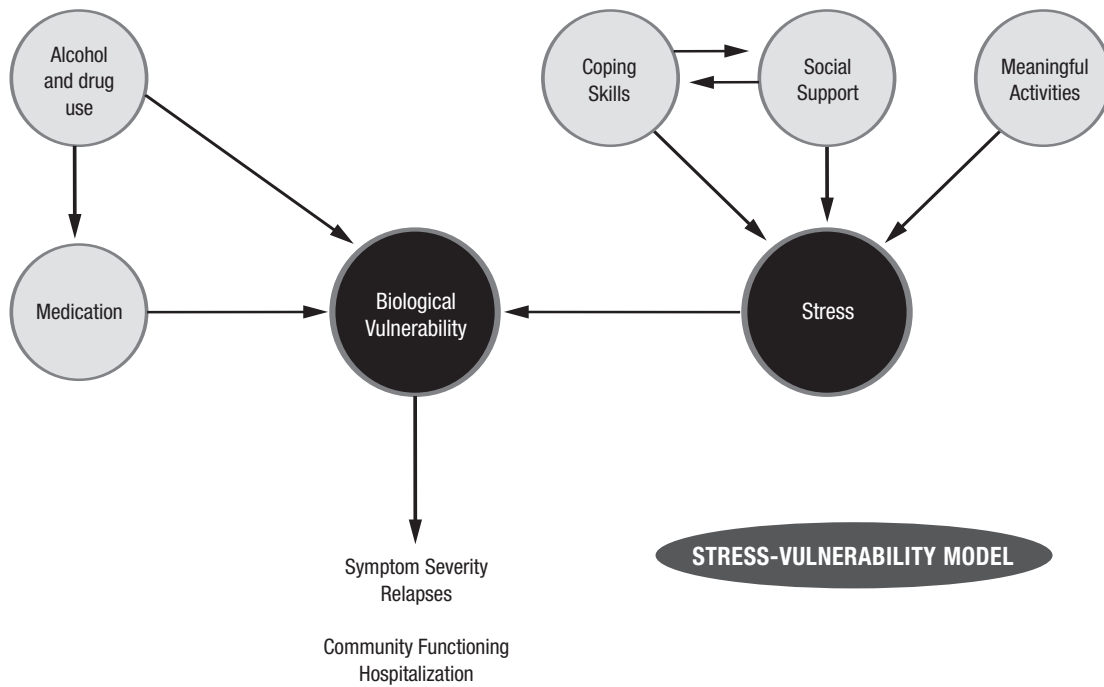 Alcohol
and drug
use
Coping
Skills
Social
Support
Meaningful
Activities
Medication
Biological
Vulnerability
Stress
STRESS-VULNERABILITY MODEL
Symptom Severity
Relapses
Community Functioning
Hospitalization